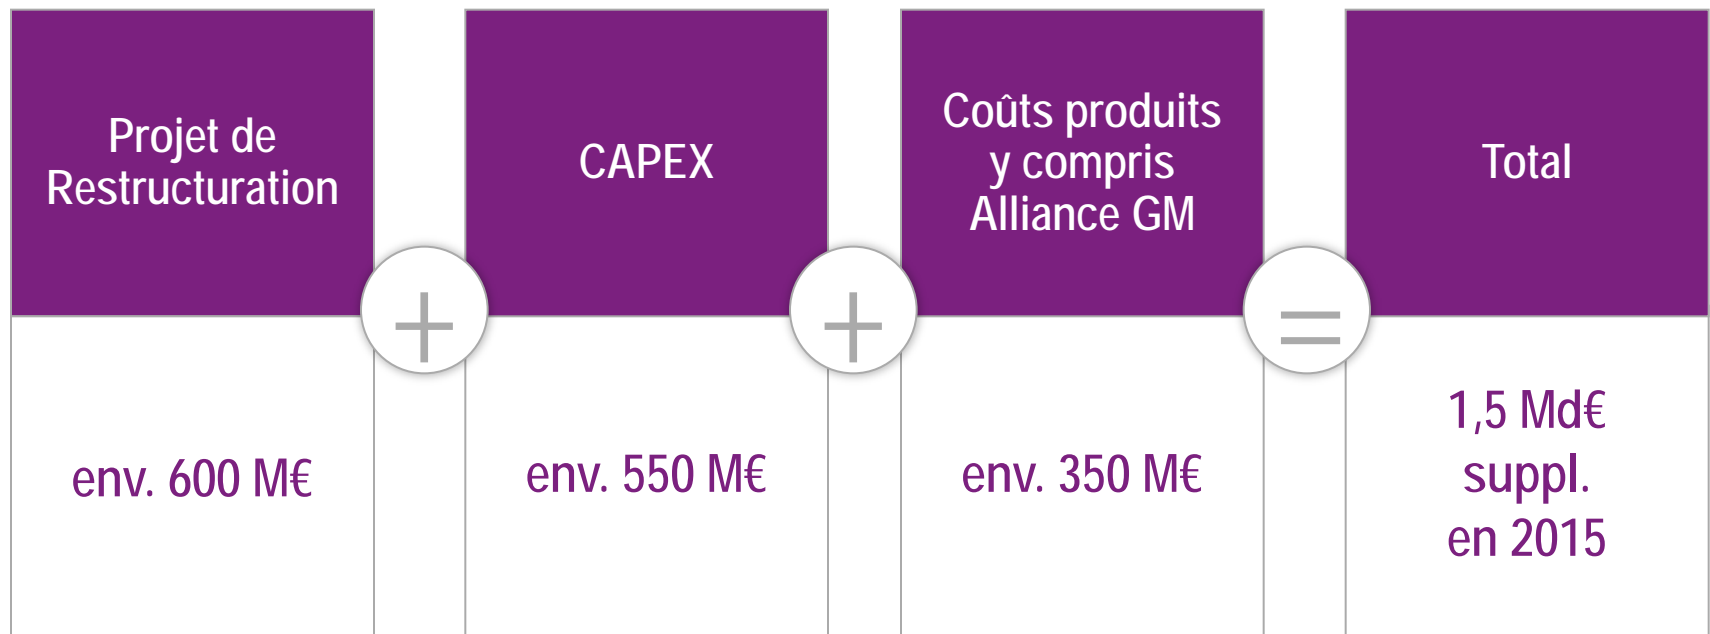 Projet de
Restructuration
CAPEX
Coûts produits
y compris
Alliance GM
Total
+
+
=
env. 600 M€
env. 550 M€
env. 350 M€
1,5 Md€
suppl.
en 2015